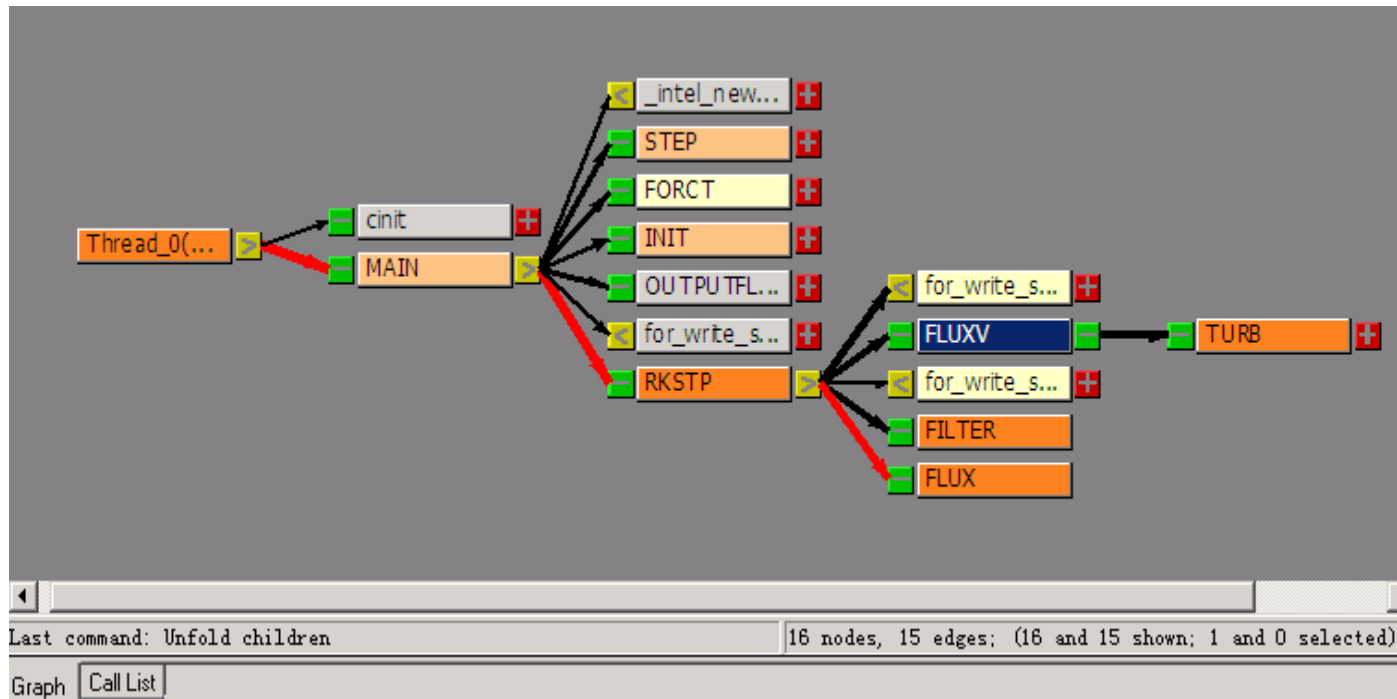 Thread_0(...
cinit
MAIN
_intel_new...
STEP
FORCT
INIT
OUTPUTFL...
for_write_s...
RKSTP
for_write_s...
FLUXV
for_write_s...
FILTER
FLUX
TURB
Last command: Unfold children
16 nodes, 15 edges; (16 and 15 shown; 1 and 0 selected)
Graph Call List